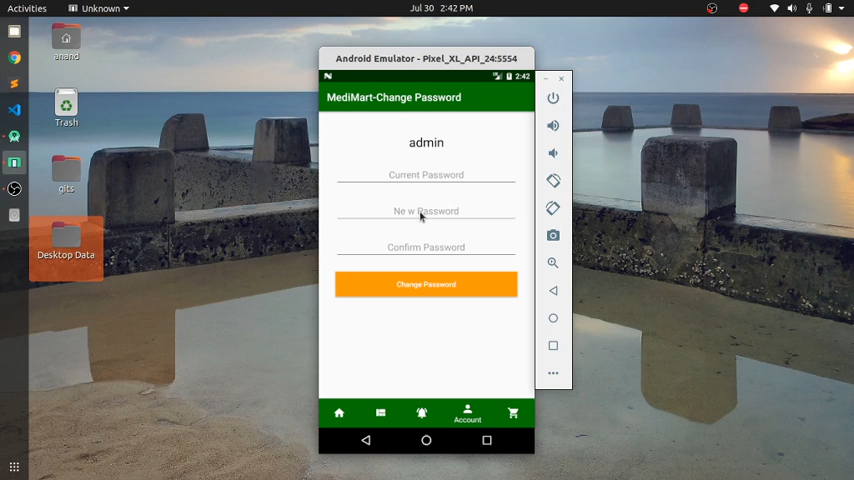 Activities
Unknown
Jul 30 2:42 PM
anand
Trash
gits
Desktop Data
Android Emulator - Pixel_XL_API_24:5554
2:42
MediMart-Change Password
admin
Current Password
Ne w Password
Confirm Password
Change Password
Account